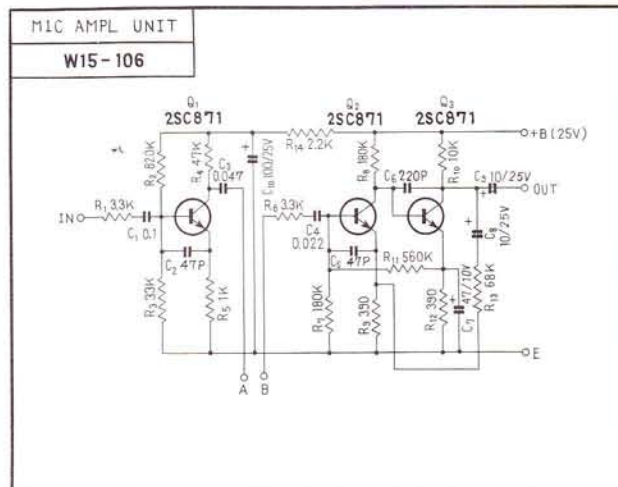 MIC AMPL UNIT
W15-106
Q1
2SC871
Q2
2SC871
Q3
2SC871
+B(25V)
R14 2.2K
R2 820K
R4 47K
C3
0.047
C10 100/25V
R8 180K
C6 220P
R10 10K
C9 10/25V
OUT
IN
R1 3.3K
C1 0.1
R6 3.3K
C4
0.022
C8
10/25V
C2 47P
C5 47P
R11 560K
R3 33K
R5 1K
R7 180K
R9 390
R12 390
47/10V
C7
R13 68K
E
A
B